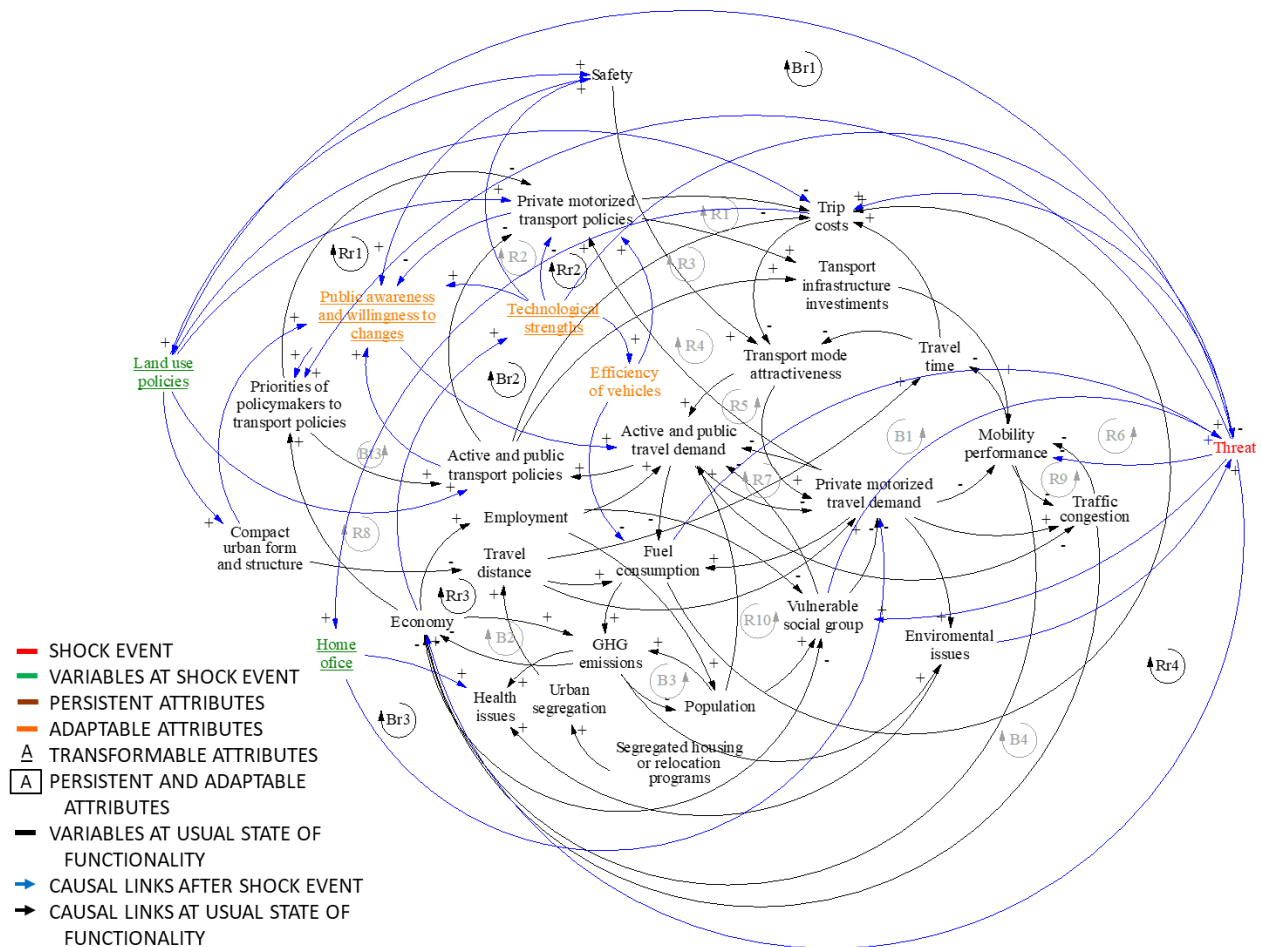 Safety
Br1
Private motorized
transport policies
Trip
costs
R1
Rr1
R2
Rr2
R3
Tansport
infrastructure
investiments
Public awareness
and willingness to
changes
Technological
strengths
Land use
policies
Priorities of
policymakers to
transport policies
Br2
Efficiency
of vehicles
R4
Transport mode
attractiveness
Travel
time
R5
Active and public
travel demand
B1
Mobility
performance
R6
Threat
Active and public
transport policies
R7
Private motorized
travel demand
R9
Traffic
congestion
Compact
urban form
and structure
R8
Employment
Travel
distance
Fuel
consumption
Rr3
Economy
B2
GHG
emissions
R10
Vulnerable
social group
Enviromental
issues
Home
ofice
Health
issues
Urban
segregation
B3
Population
Rr4
Br3
Segregated housing
or relocation
programs
B4
SHOCK EVENT
VARIABLES AT SHOCK EVENT
PERSISTENT ATTRIBUTES
ADAPTABLE ATTRIBUTES
A TRANSFORMABLE ATTRIBUTES
A PERSISTENT AND ADAPTABLE
ATTRIBUTES
VARIABLES AT USUAL STATE OF
FUNCTIONALITY
CAUSAL LINKS AFTER SHOCK EVENT
CAUSAL LINKS AT USUAL STATE OF
FUNCTIONALITY